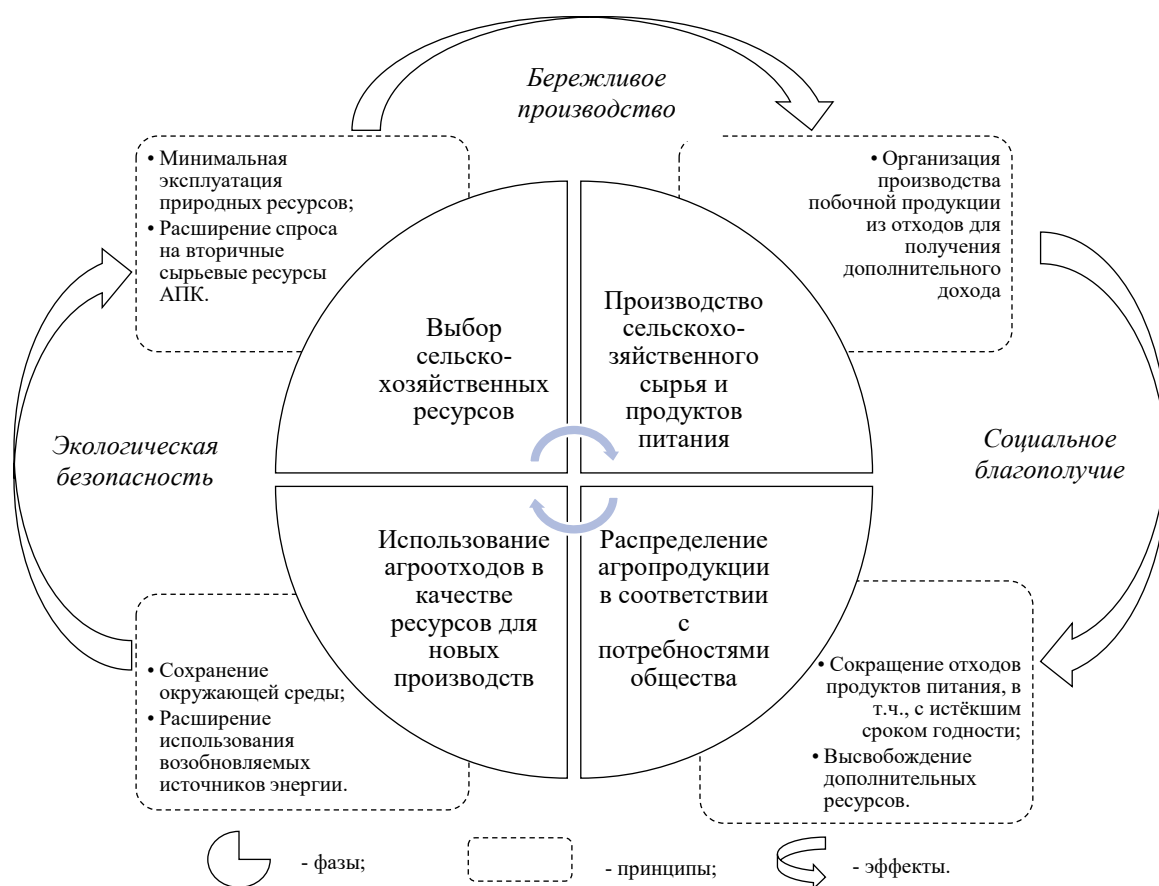 Бережливое
производство
• Минимальная
эксплуатация
природных ресурсов;
• Расширение спроса
на вторичные
сырьевые ресурсы
АПК.
• Организация
производства
побочной продукции
из отходов для
получения
дополнительного
дохода
Выбор
сельско-
хозяйственных
ресурсов
Производство
сельскохо-
зяйственного
сырья и
продуктов
питания
Экологическая
безопасность
Социальное
благополучие
Использование
агроотходов в
качестве
ресурсов для
новых
производств
Распределение
агропродукции
в соответствии
с
потребностями
общества
• Сохранение
окружающей среды;
• Расширение
использования
возобновляемых
источников энергии.
• Сокращение отходов
продуктов питания, в
т.ч., с истёкшим
сроком годности;
• Высвобождение
дополнительных
ресурсов.
- фазы;
- принципы;
- эффекты.